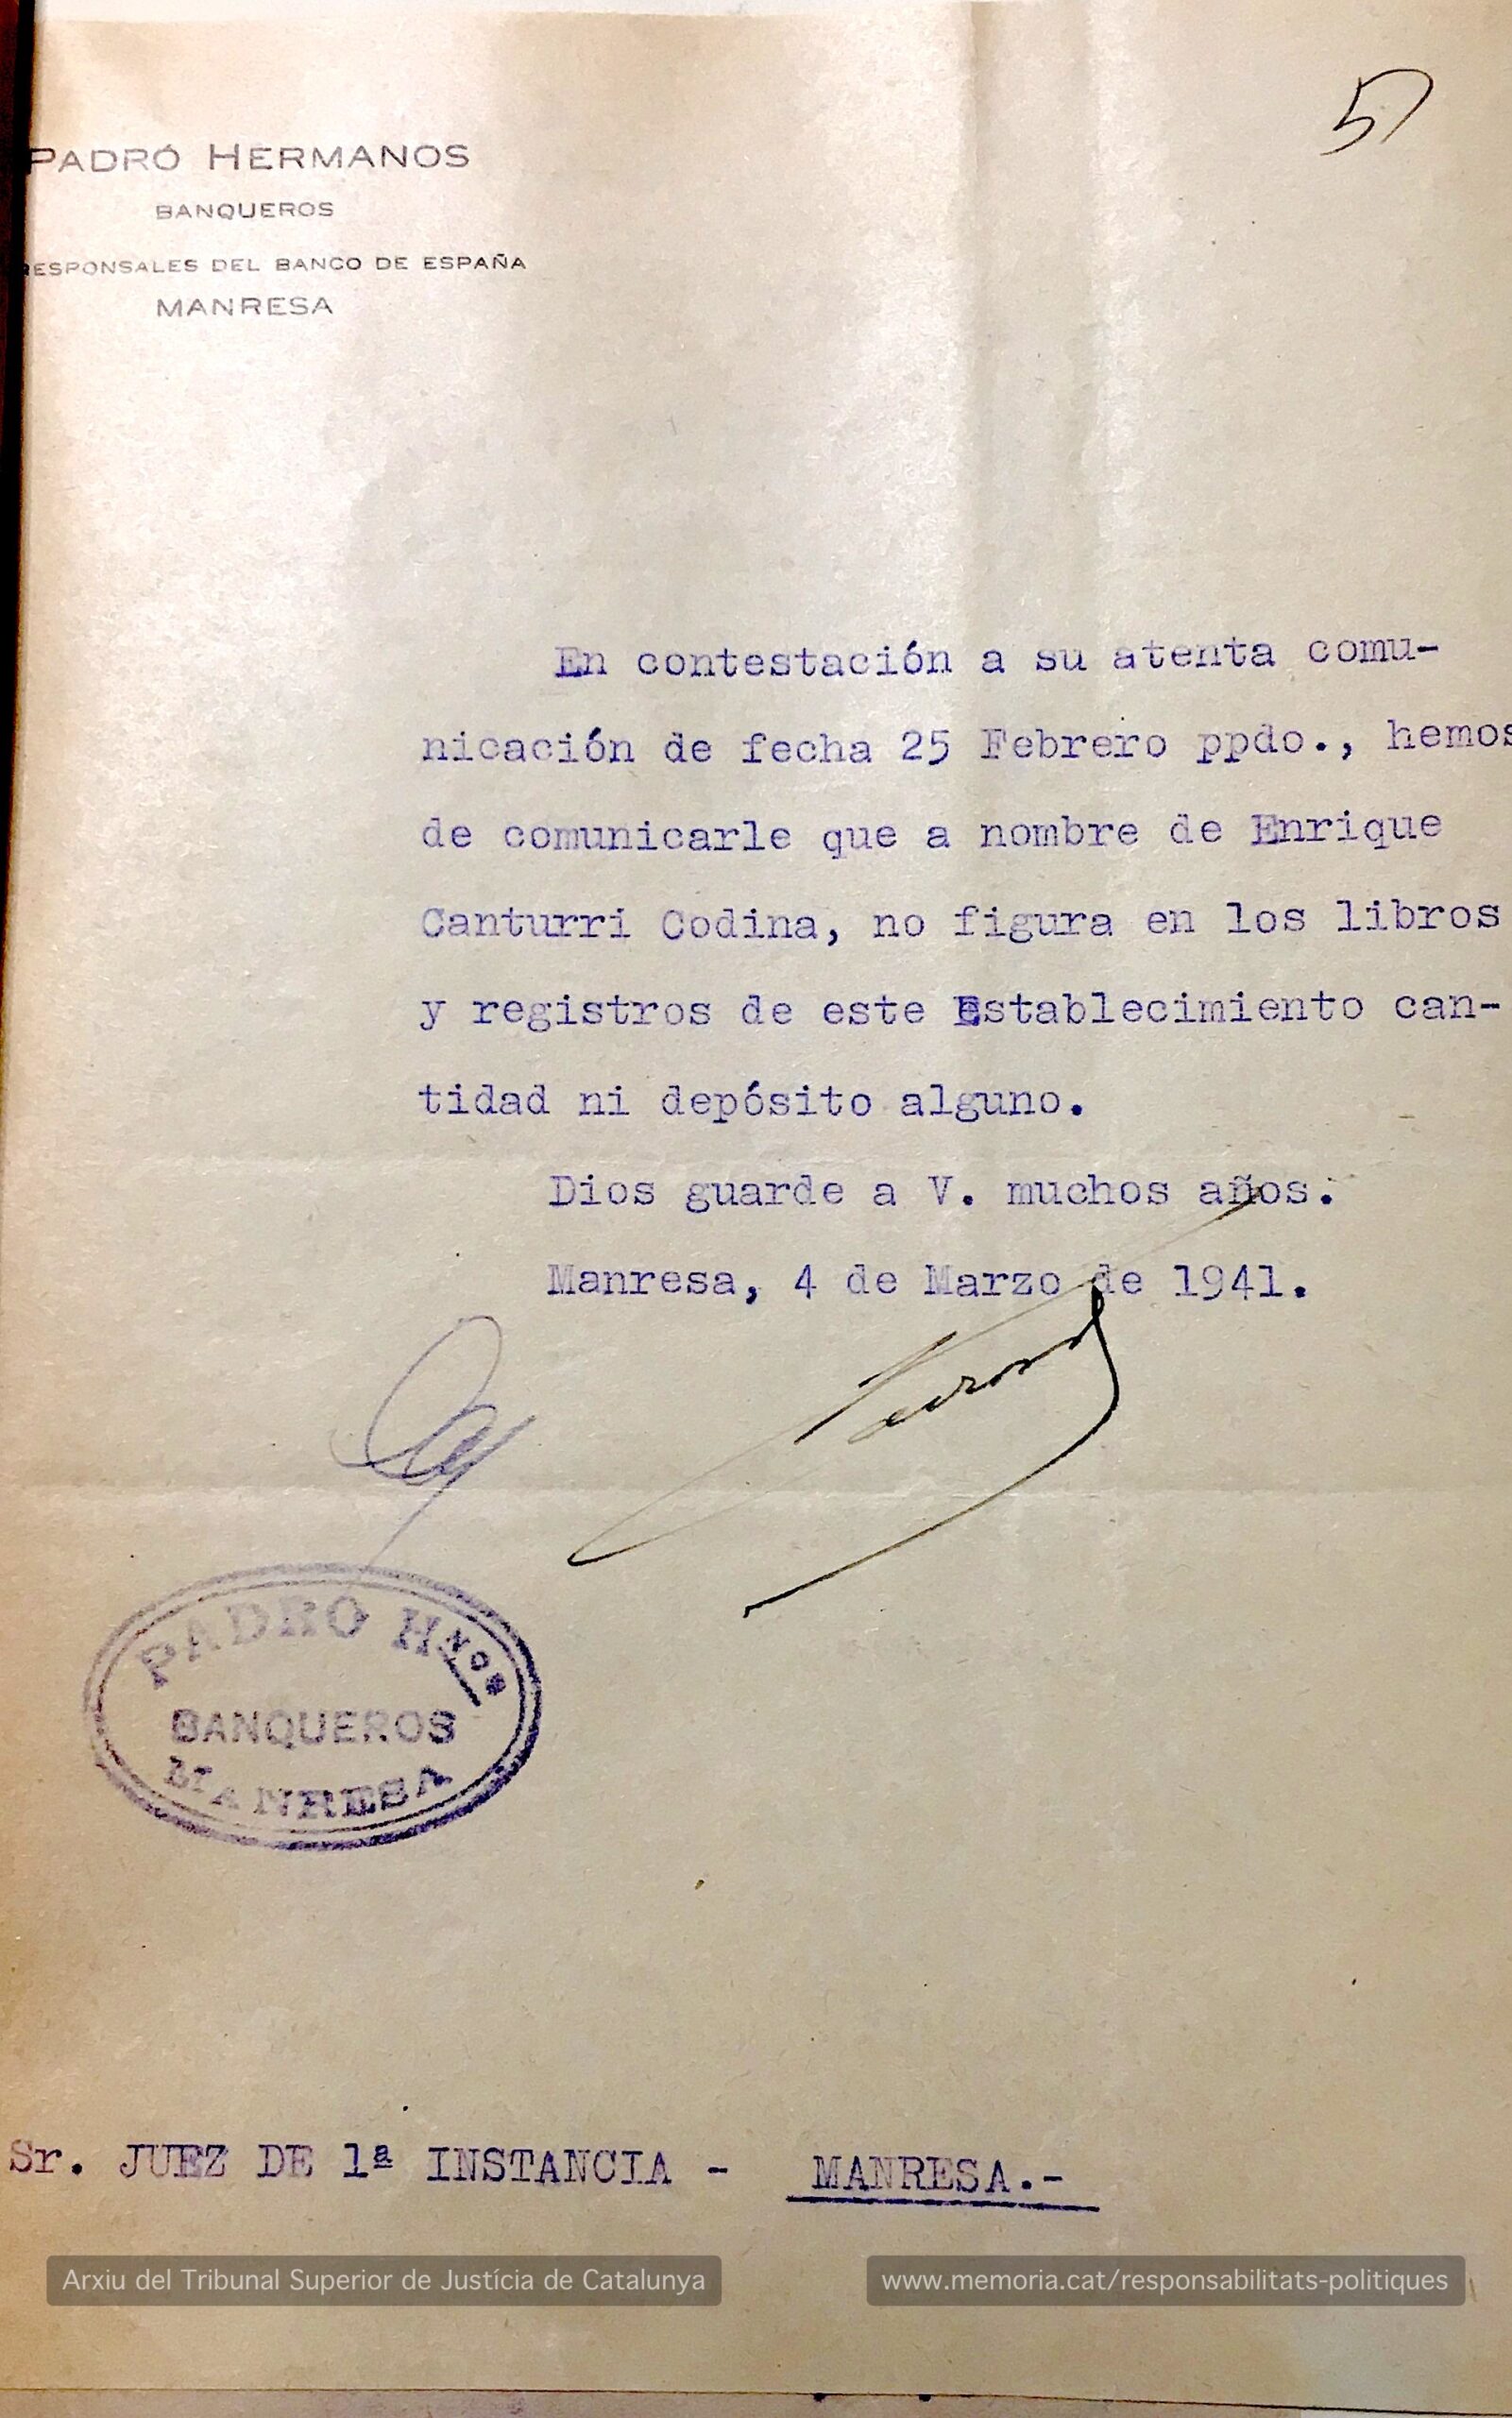 57
PADRÓ HERMANOS
BANQUEROS
RESPONSALES DEL BANCO DE ESPAÑA
MANRESA
En contestación a su atenta comu-
nicación de fecha 25 Febrero ppdo., hemos
de comunicarle que a nombre de Enrique
Canturri Codina, no figura en los libros
y registros de este Establecimiento can-
tidad ni depósito alguno.
Dios guarde a V. muchos años.
Manresa, 4 de Marzo de 1941.
PADRÓ HNOS
BANQUEROS
MANRESA
Sr. JUEZ DE 1ª INSTANCIA - MANRESA.-
Arxiu del Tribunal Superior de Justícia de Catalunya
www.memoria.cat/responsabilitats-politiques